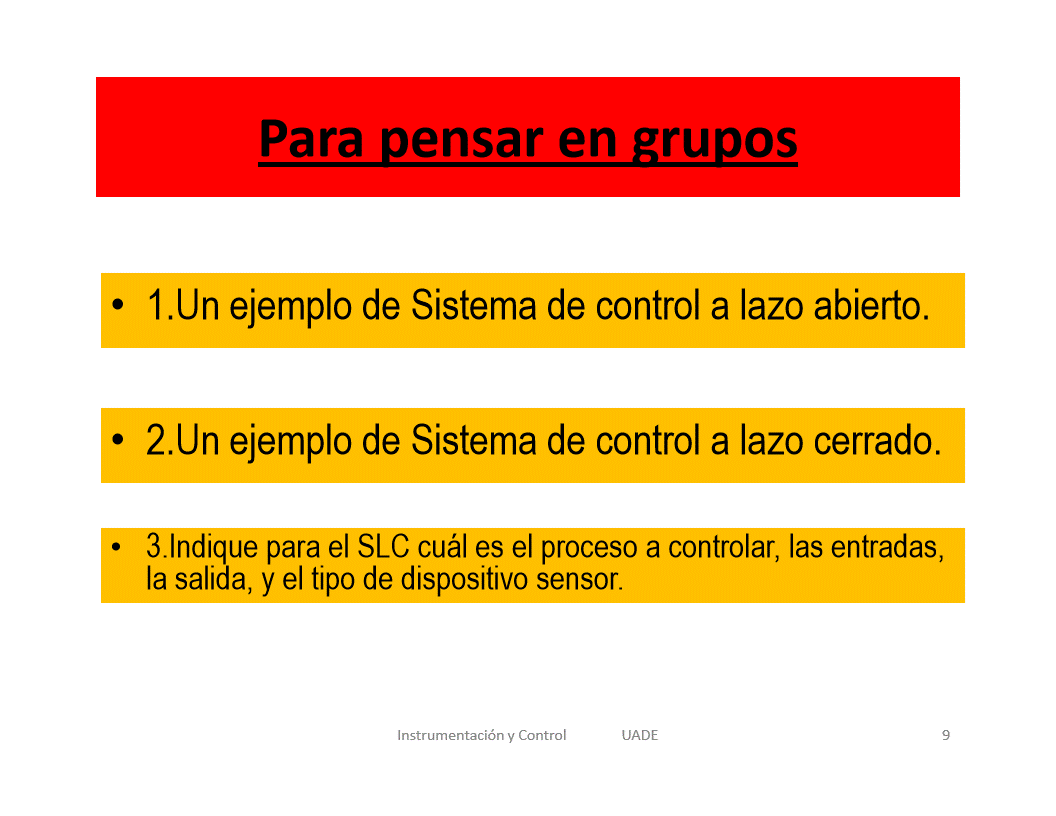 Para pensar en grupos
• 1.Un ejemplo de Sistema de control a lazo abierto.
• 2.Un ejemplo de Sistema de control a lazo cerrado.
• 3.Indique para el SLC cuál es el proceso a controlar, las entradas,
la salida, y el tipo de dispositivo sensor.
Instrumentación y Control UADE 9